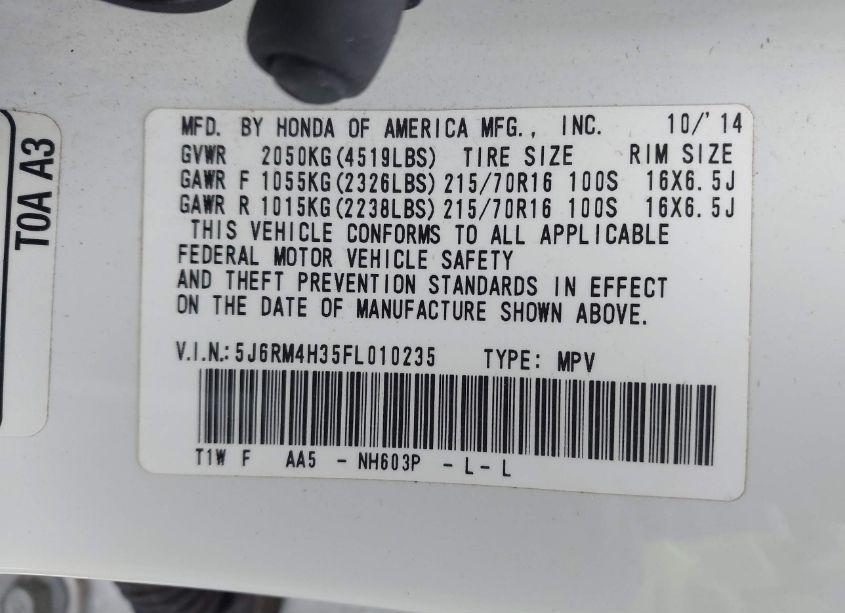 MFD. BY HONDA OF AMERICA MFG., INC. 10/'14
GVWR 2050KG(4519LBS) TIRE SIZE RIM SIZE
GAWR F 1055KG(2326LBS) 215/70R16 100S 16X6.5J
GAWR R 1015KG(2238LBS) 215/70R16 100S 16X6.5J
THIS VEHICLE CONFORMS TO ALL APPLICABLE
FEDERAL MOTOR VEHICLE SAFETY
AND THEFT PREVENTION STANDARDS IN EFFECT
ON THE DATE OF MANUFACTURE SHOWN ABOVE.
V.I.N.: 5J6RM4H35FL010235 TYPE: MPV
T1W F AA5 - NH603P - L - L
TOA A3